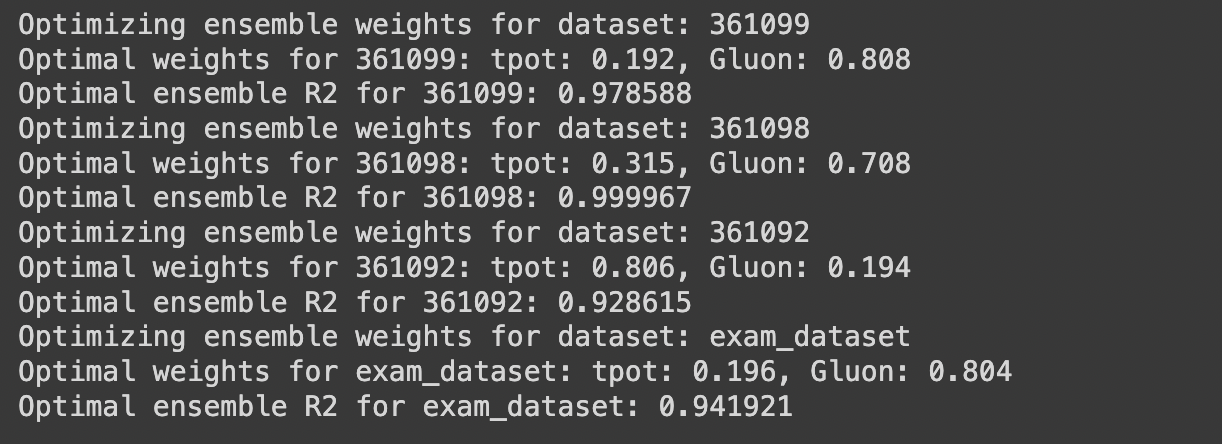 Optimizing ensemble weights for dataset: 361099
Optimal weights for 361099: tpot: 0.192, Gluon: 0.808
Optimal ensemble R2 for 361099: 0.978588
Optimizing ensemble weights for dataset: 361098
Optimal weights for 361098: tpot: 0.315, Gluon: 0.708
Optimal ensemble R2 for 361098: 0.999967
Optimizing ensemble weights for dataset: 361092
Optimal weights for 361092: tpot: 0.806, Gluon: 0.194
Optimal ensemble R2 for 361092: 0.928615
Optimizing ensemble weights for dataset: exam_dataset
Optimal weights for exam_dataset: tpot: 0.196, Gluon: 0.804
Optimal ensemble R2 for exam_dataset: 0.941921